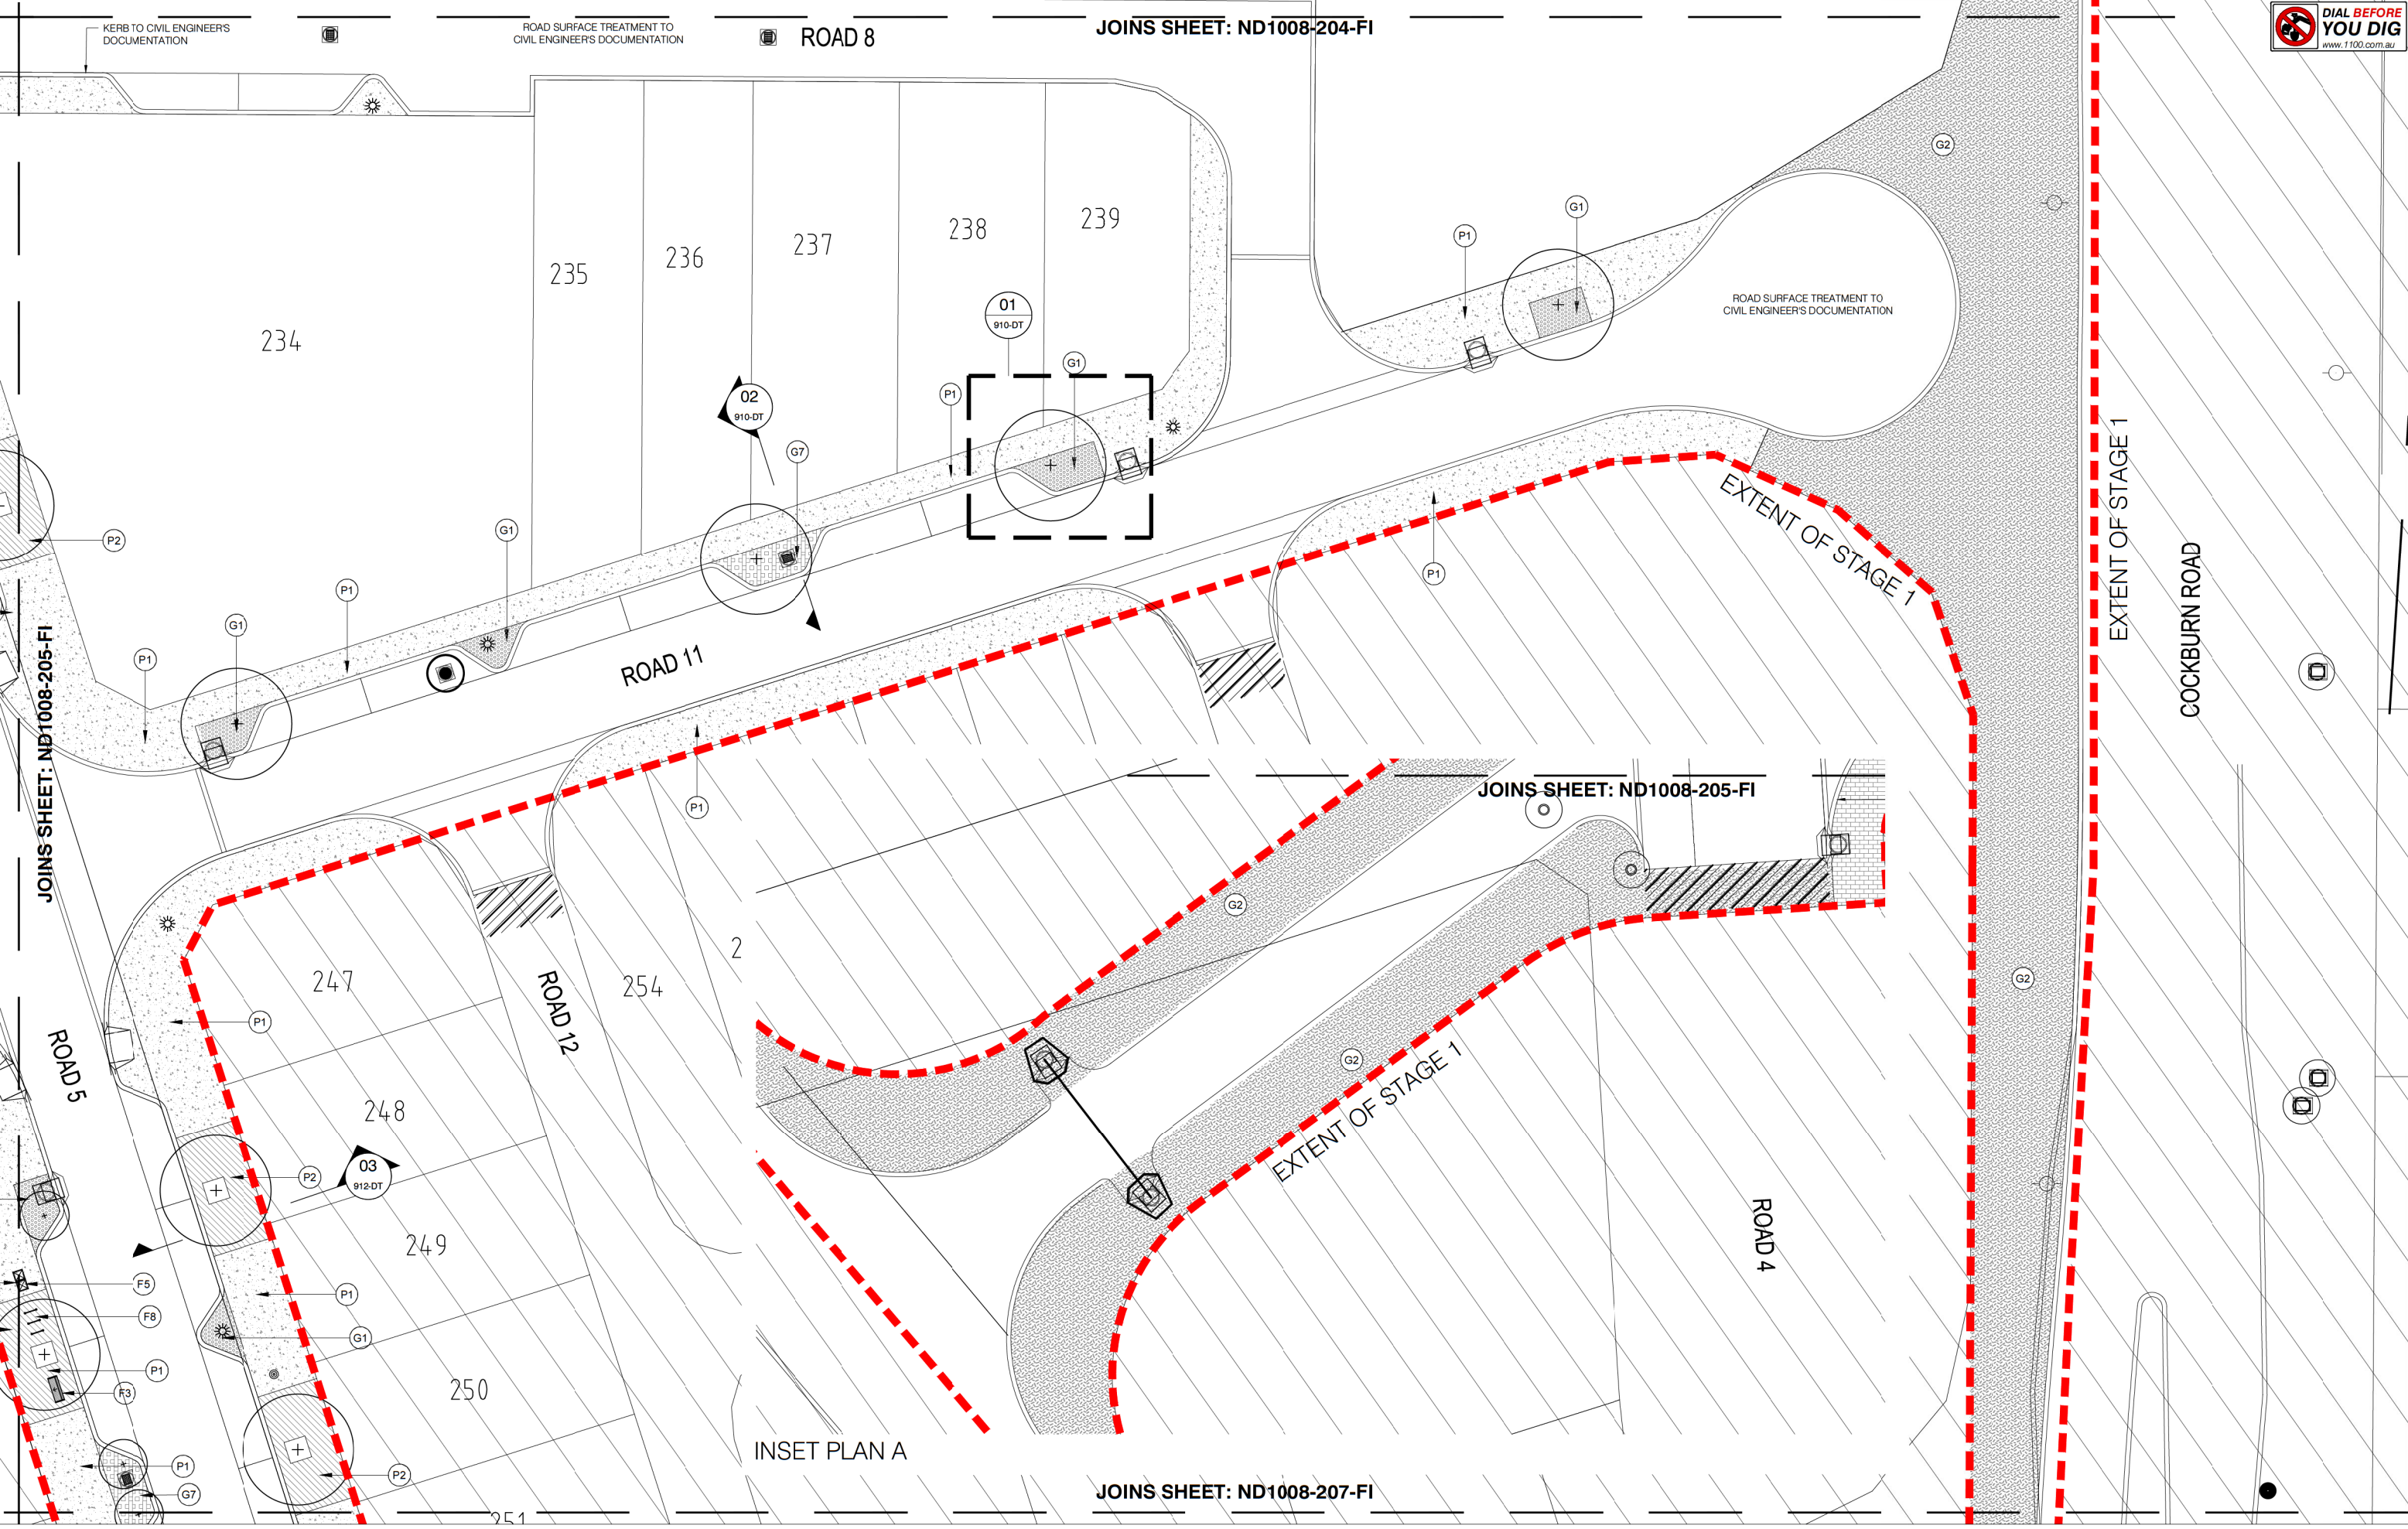 KERB TO CIVIL ENGINEER'S
DOCUMENTATION
ROAD SURFACE TREATMENT TO
CIVIL ENGINEER'S DOCUMENTATION
ROAD 8
JOINS SHEET: ND1008-204-FI
DIAL BEFORE
YOU DIG
www.1100.com.au
G2
G1
P1
239
238
237
236
235
234
ROAD SURFACE TREATMENT TO
CIVIL ENGINEER'S DOCUMENTATION
01
910-DT
G1
P1
02
910-DT
G7
EXTENT OF STAGE 1
EXTENT OF STAGE 1
COCKBURN ROAD
P2
G1
P1
P1
G1
P1
ROAD 11
JOINS SHEET: ND1008-205-FI
P1
JOINS SHEET: ND1008-205-FI
G2
247
254
2
ROAD 12
G2
P1
ROAD 5
G2
EXTENT OF STAGE 1
248
03
912-DT
P2
249
ROAD 4
F5
P1
F8
G1
P1
F3
250
INSET PLAN A
P1
P2
G7
JOINS SHEET: ND1008-207-FI
251